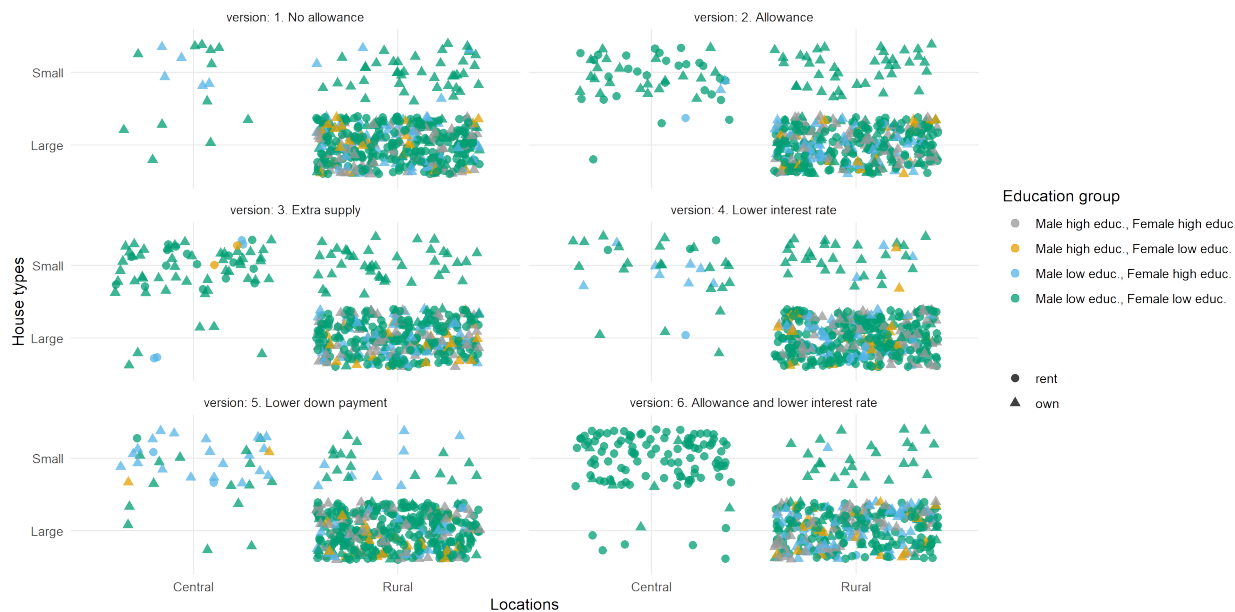 version: 1. No allowance
version: 2. Allowance
Small
Large
version: 3. Extra supply
version: 4. Lower interest rate
Small
Large
version: 5. Lower down payment
version: 6. Allowance and lower interest rate
Small
Large
Central
Rural
Central
Rural
Locations
House types
Education group
Male high educ., Female high educ.
Male high educ., Female low educ.
Male low educ., Female high educ.
Male low educ., Female low educ.
rent
own